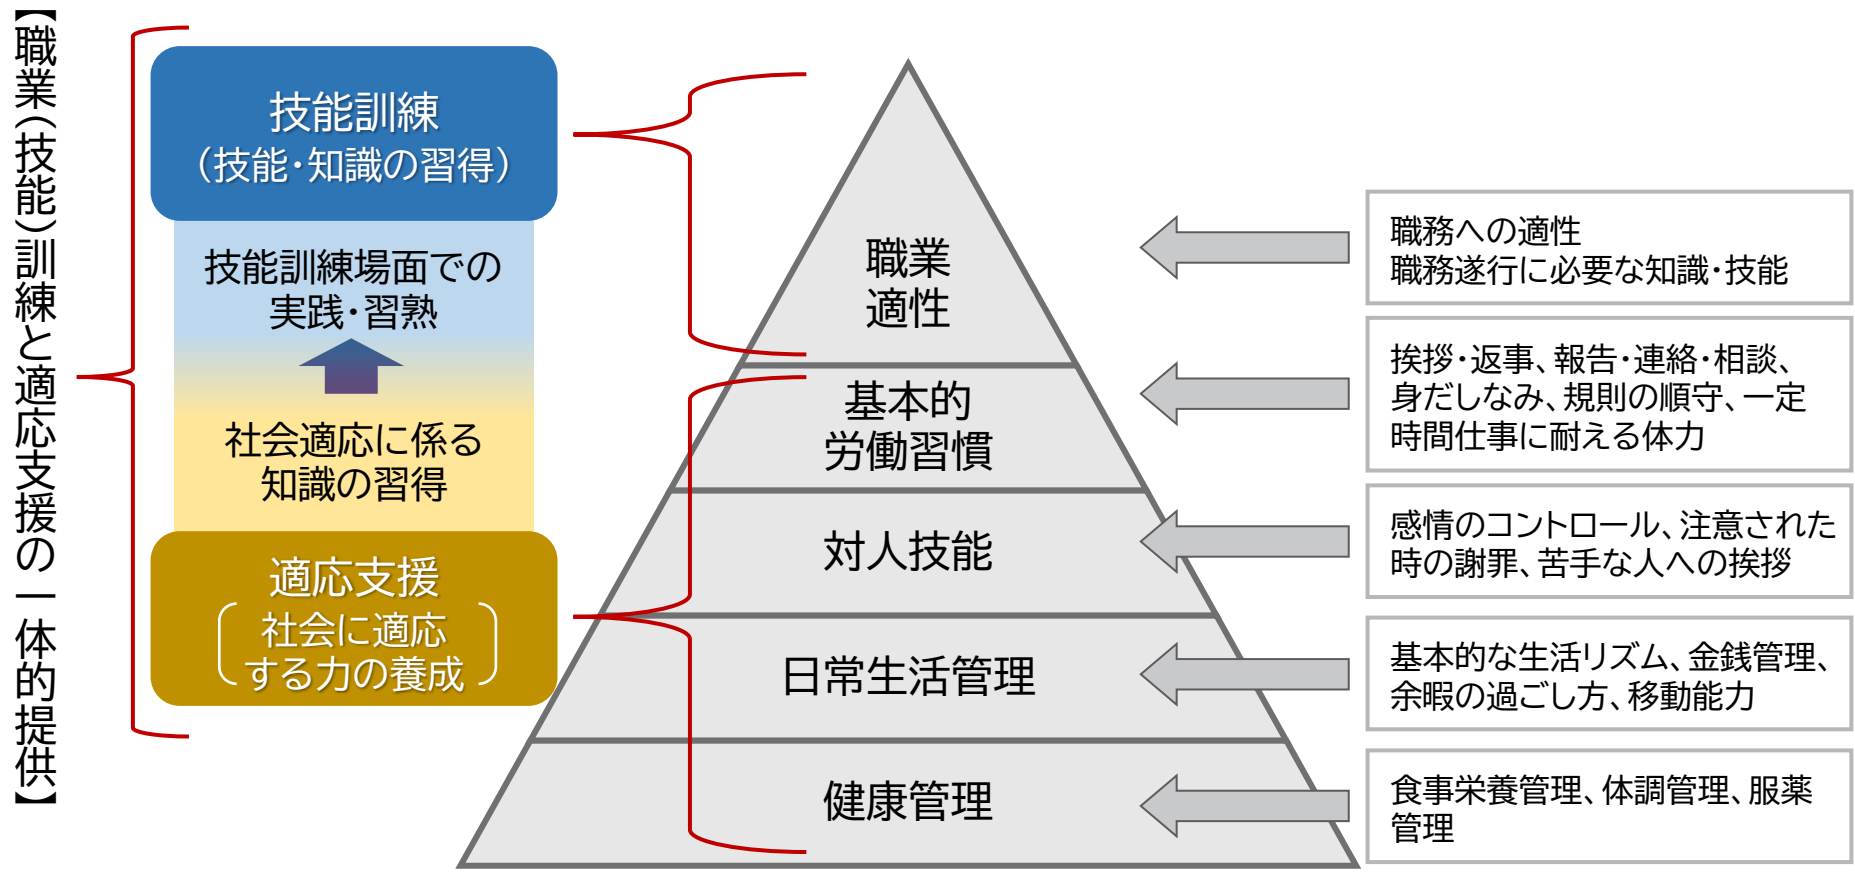 【職業（技能）訓練と適応支援の一体的提供】
技能訓練
（技能・知識の習得）
技能訓練場面での
実践・習熟
社会適応に係る
知識の習得
適応支援
社会に適応
する力の養成
職業
適性
基本的
労働習慣
対人技能
日常生活管理
健康管理
職務への適性
職務遂行に必要な知識・技能
挨拶・返事、報告・連絡・相談、
身だしなみ、規則の順守、一定
時間仕事に耐える体力
感情のコントロール、注意された
時の謝罪、苦手な人への挨拶
基本的な生活リズム、金銭管理、
余暇の過ごし方、移動能力
食事栄養管理、体調管理、服薬
管理